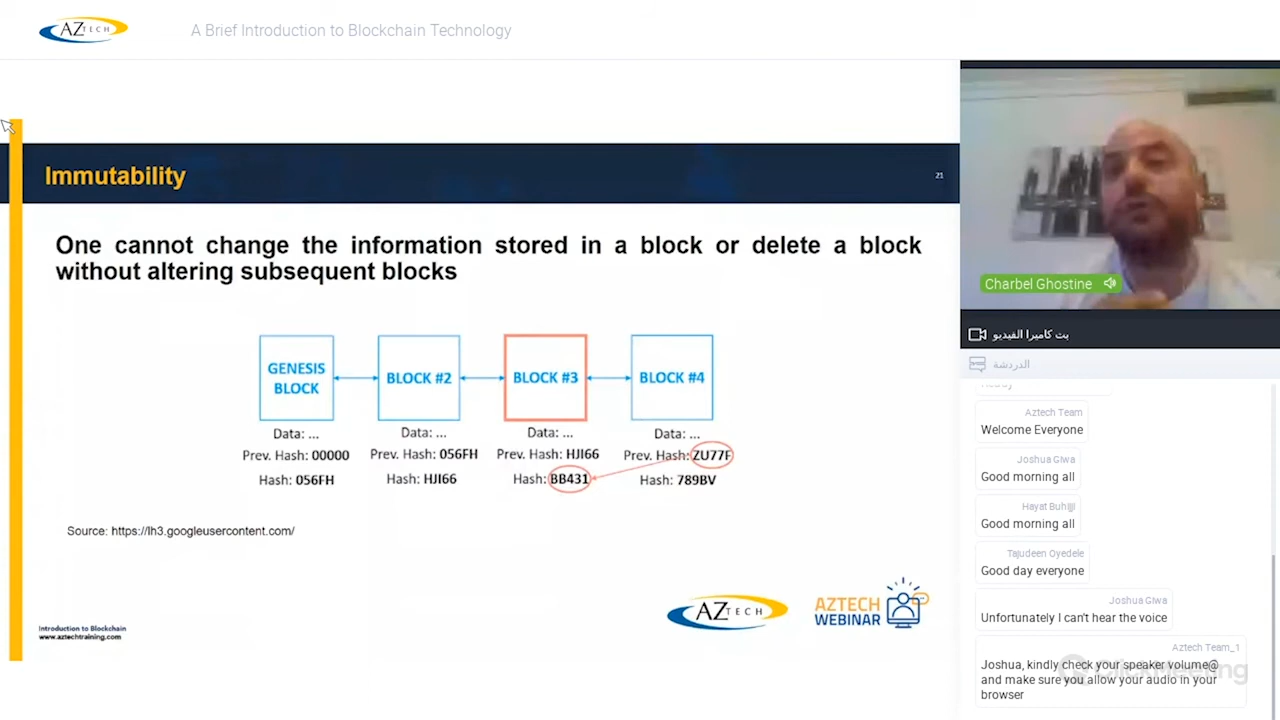 AZTECH
A Brief Introduction to Blockchain Technology
Immutability
21
One cannot change the information stored in a block or delete a block
without altering subsequent blocks
GENESIS
BLOCK
Data: ...
Prev. Hash: 00000
Hash: 056FH
BLOCK #2
Data: ...
Prev. Hash: 056FH
Hash: HJI66
BLOCK #3
Data: ...
Prev. Hash: HJI66
Hash: BB431
BLOCK #4
Data: ...
Prev. Hash: ZU77F
Hash: 789BV
Source: https://lh3.googleusercontent.com/
Introduction to Blockchain
www.aztechtraining.com
AZTECH
AZTECH
WEBINAR
Charbel Ghostine
بت كاميرا الفيديو
الدردشة
Ready
Aztech Team
Welcome Everyone
Joshua Giwa
Good morning all
Hayat Buhijji
Good morning all
Tajudeen Oyedele
Good day everyone
Joshua Giwa
Unfortunately I can't hear the voice
Aztech Team_1
Joshua, kindly check your speaker volume@
and make sure you allow your audio in your
browser
ClickMeeting